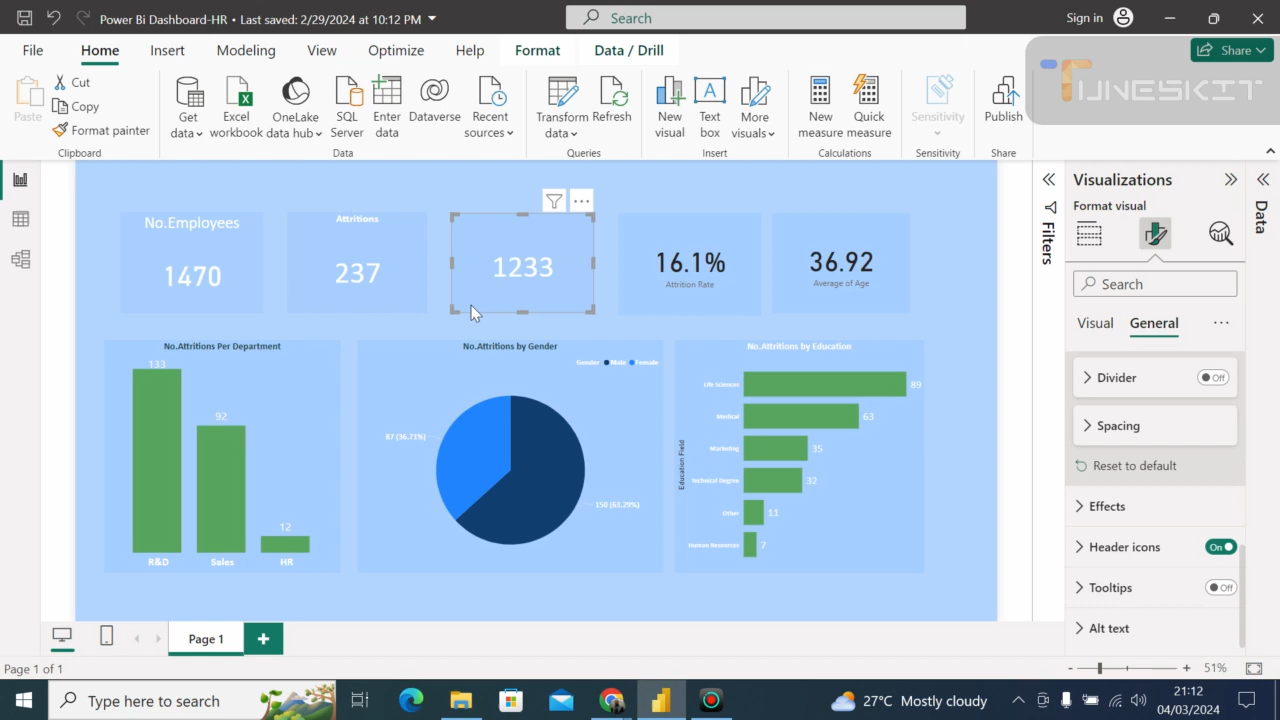 Power Bi Dashboard-HR • Last saved: 2/29/2024 at 10:12 PM
Search
Sign in
File
Home
Insert
Modeling
View
Optimize
Help
Format
Data / Drill
Share
TUNESKIT
Paste
Cut
Copy
Format painter
Get data
Excel workbook
OneLake data hub
SQL Server
Enter data
Dataverse
Recent sources
Transform data
Refresh
New visual
Text box
More visuals
New measure
Quick measure
Sensitivity
Publish
Clipboard
Data
Queries
Insert
Calculations
Sensitivity
Share
No.Employees
1470
Attritions
237
1233
16.1%
Attrition Rate
36.92
Average of Age
No.Attritions Per Department
133
92
12
R&D
Sales
HR
No.Attritions by Gender
Gender Male Female
87 (36.71%)
150 (63.29%)
No.Attritions by Education
Education Field
Life Sciences 89
Medical 63
Marketing 35
Technical Degree 32
Other 11
Human Resources 7
Filters
Visualizations
Format visual
Search
Visual
General
Divider
Off
Spacing
Reset to default
Effects
Header icons
On
Tooltips
Off
Alt text
Data
Page 1
Page 1 of 1
51%
Type here to search
27°C Mostly cloudy
21:12
04/03/2024